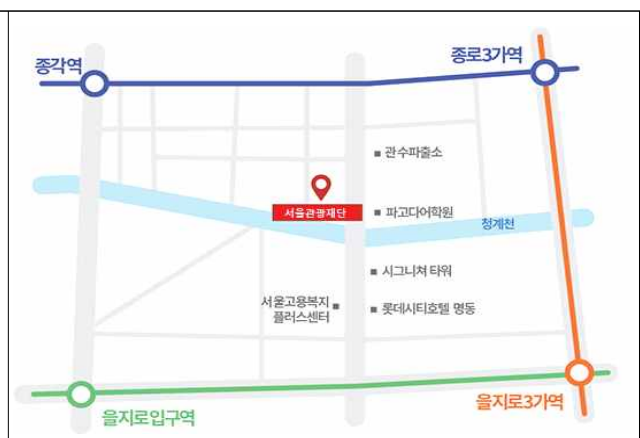 종각역
종로3가역
관수파출소
서울관광재단
파고다어학원
청계천
시그니쳐 타워
서울고용복지
플러스센터
롯데시티호텔 명동
을지로입구역
을지로3가역